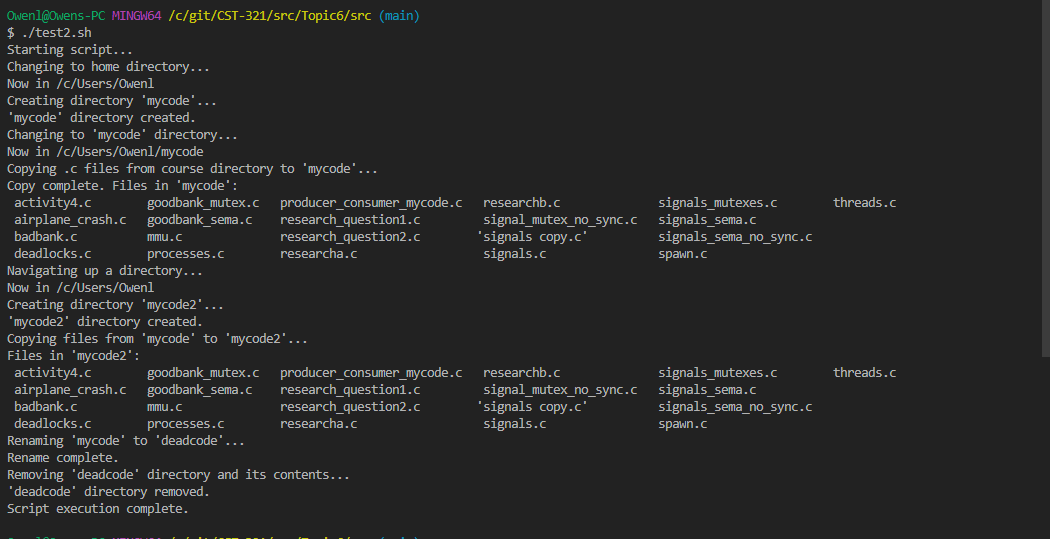 Owenl@Owens-PC MINGW64 /c/git/CST-321/src/Topic6/src (main)
$ ./test2.sh
Starting script...
Changing to home directory...
Now in /c/Users/Owenl
Creating directory 'mycode'...
'mycode' directory created.
Changing to 'mycode' directory...
Now in /c/Users/Owenl/mycode
Copying .c files from course directory to 'mycode'...
Copy complete. Files in 'mycode':
activity4.c goodbank_mutex.c producer_consumer_mycode.c researchb.c signals_mutexes.c threads.c
airplane_crash.c goodbank_sema.c research_question1.c signal_mutex_no_sync.c signals_sema.c
badbank.c mmu.c research_question2.c 'signals copy.c' signals_sema_no_sync.c
deadlocks.c processes.c researcha.c signals.c spawn.c
Navigating up a directory...
Now in /c/Users/Owenl
Creating directory 'mycode2'...
'mycode2' directory created.
Copying files from 'mycode' to 'mycode2'...
Files in 'mycode2':
activity4.c goodbank_mutex.c producer_consumer_mycode.c researchb.c signals_mutexes.c threads.c
airplane_crash.c goodbank_sema.c research_question1.c signal_mutex_no_sync.c signals_sema.c
badbank.c mmu.c research_question2.c 'signals copy.c' signals_sema_no_sync.c
deadlocks.c processes.c researcha.c signals.c spawn.c
Renaming 'mycode' to 'deadcode'...
Rename complete.
Removing 'deadcode' directory and its contents...
'deadcode' directory removed.
Script execution complete.